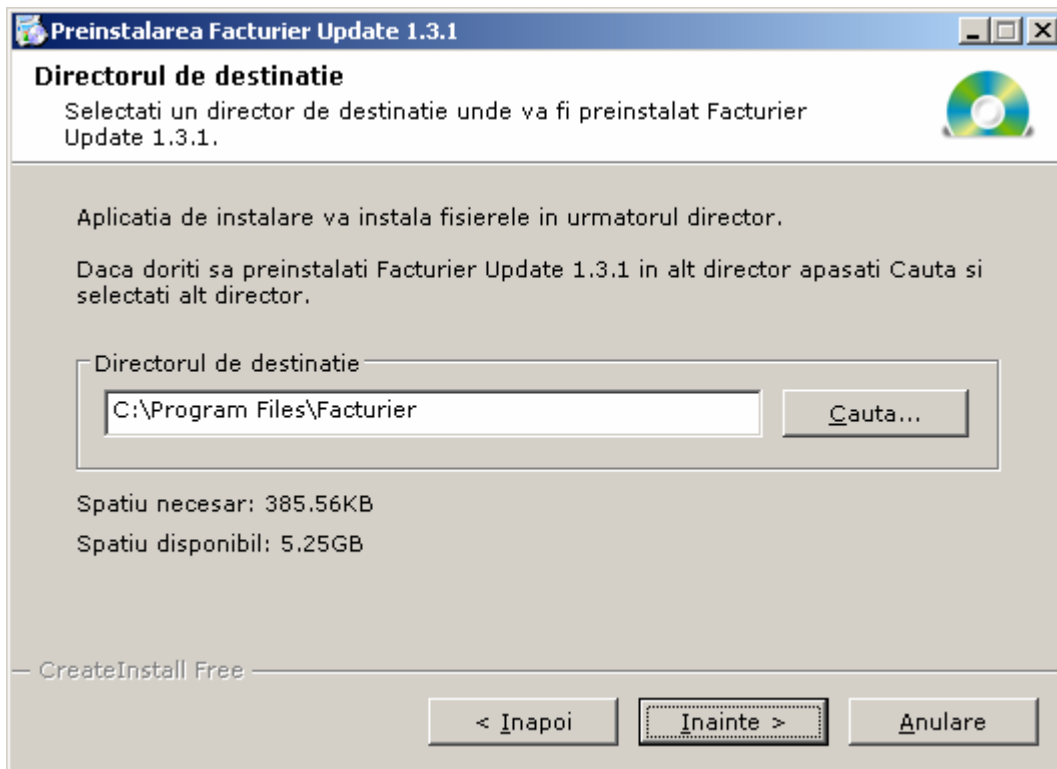 Preinstalarea Facturier Update 1.3.1
Directorul de destinatie
Selectati un director de destinatie unde va fi preinstalat Facturier
Update 1.3.1.
Aplicatia de instalare va instala fisierele in urmatorul director.
Daca doriti sa preinstalati Facturier Update 1.3.1 in alt director apasati Cauta si
selectati alt director.
Directorul de destinatie
C:\Program Files\Facturier
Cauta...
Spatiu necesar: 385.56KB
Spatiu disponibil: 5.25GB
CreateInstall Free
< Inapoi
Inainte >
Anulare